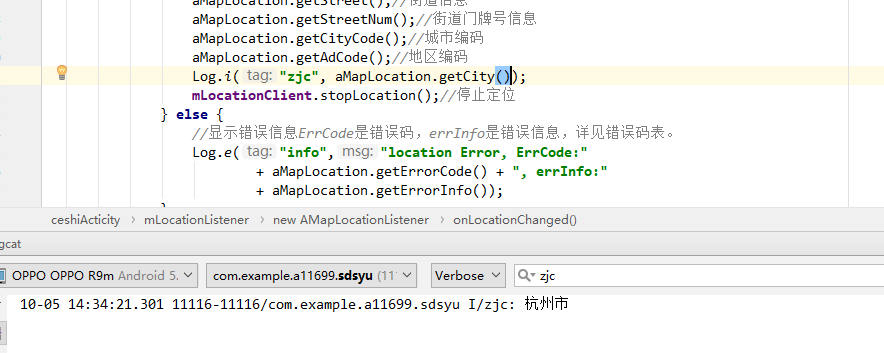 aMapLocation.getStreet();//街道信息
aMapLocation.getStreetNum();//街道门牌号信息
aMapLocation.getCityCode();//城市编码
aMapLocation.getAdCode();//地区编码
Log.i( tag: "zjc", aMapLocation.getCity());
mLocationClient.stopLocation();//停止定位
} else {
//显示错误信息ErrCode是错误码，errInfo是错误信息，详见错误码表。
Log.e( tag: "info", msg: "location Error, ErrCode:"
+ aMapLocation.getErrorCode() + ", errInfo:"
+ aMapLocation.getErrorInfo());
ceshiActicity > mLocationListener > new AMapLocationListener > onLocationChanged()
gcat
OPPO OPPO R9m Android 5. com.example.a11699.sdsyu (11 Verbose zjc
10-05 14:34:21.301 11116-11116/com.example.a11699.sdsyu I/zjc: 杭州市